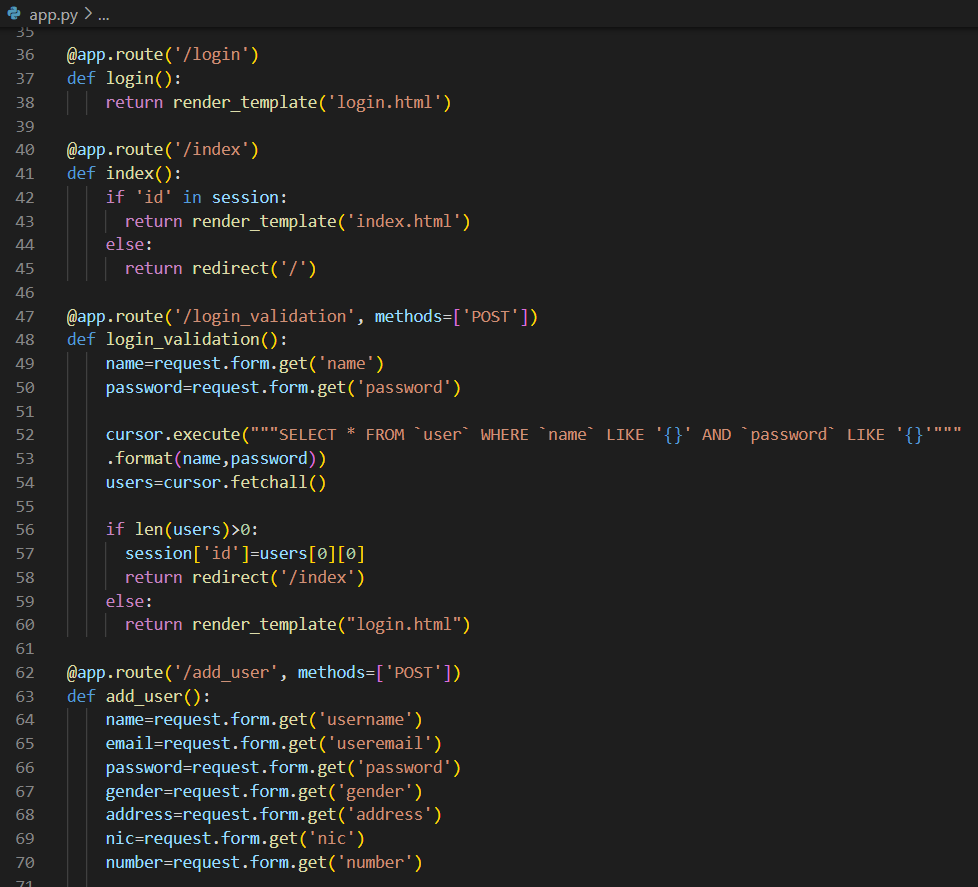 app.py > ...
35
36 @app.route('/login')
37 def login():
38     return render_template('login.html')
39
40 @app.route('/index')
41 def index():
42     if 'id' in session:
43       return render_template('index.html')
44     else:
45       return redirect('/')
46
47 @app.route('/login_validation', methods=['POST'])
48 def login_validation():
49     name=request.form.get('name')
50     password=request.form.get('password')
51
52     cursor.execute("""SELECT * FROM `user` WHERE `name` LIKE '{}' AND `password` LIKE '{}'"""
53     .format(name,password))
54     users=cursor.fetchall()
55
56     if len(users)>0:
57       session['id']=users[0][0]
58       return redirect('/index')
59     else:
60       return render_template("login.html")
61
62 @app.route('/add_user', methods=['POST'])
63 def add_user():
64     name=request.form.get('username')
65     email=request.form.get('useremail')
66     password=request.form.get('password')
67     gender=request.form.get('gender')
68     address=request.form.get('address')
69     nic=request.form.get('nic')
70     number=request.form.get('number')
71